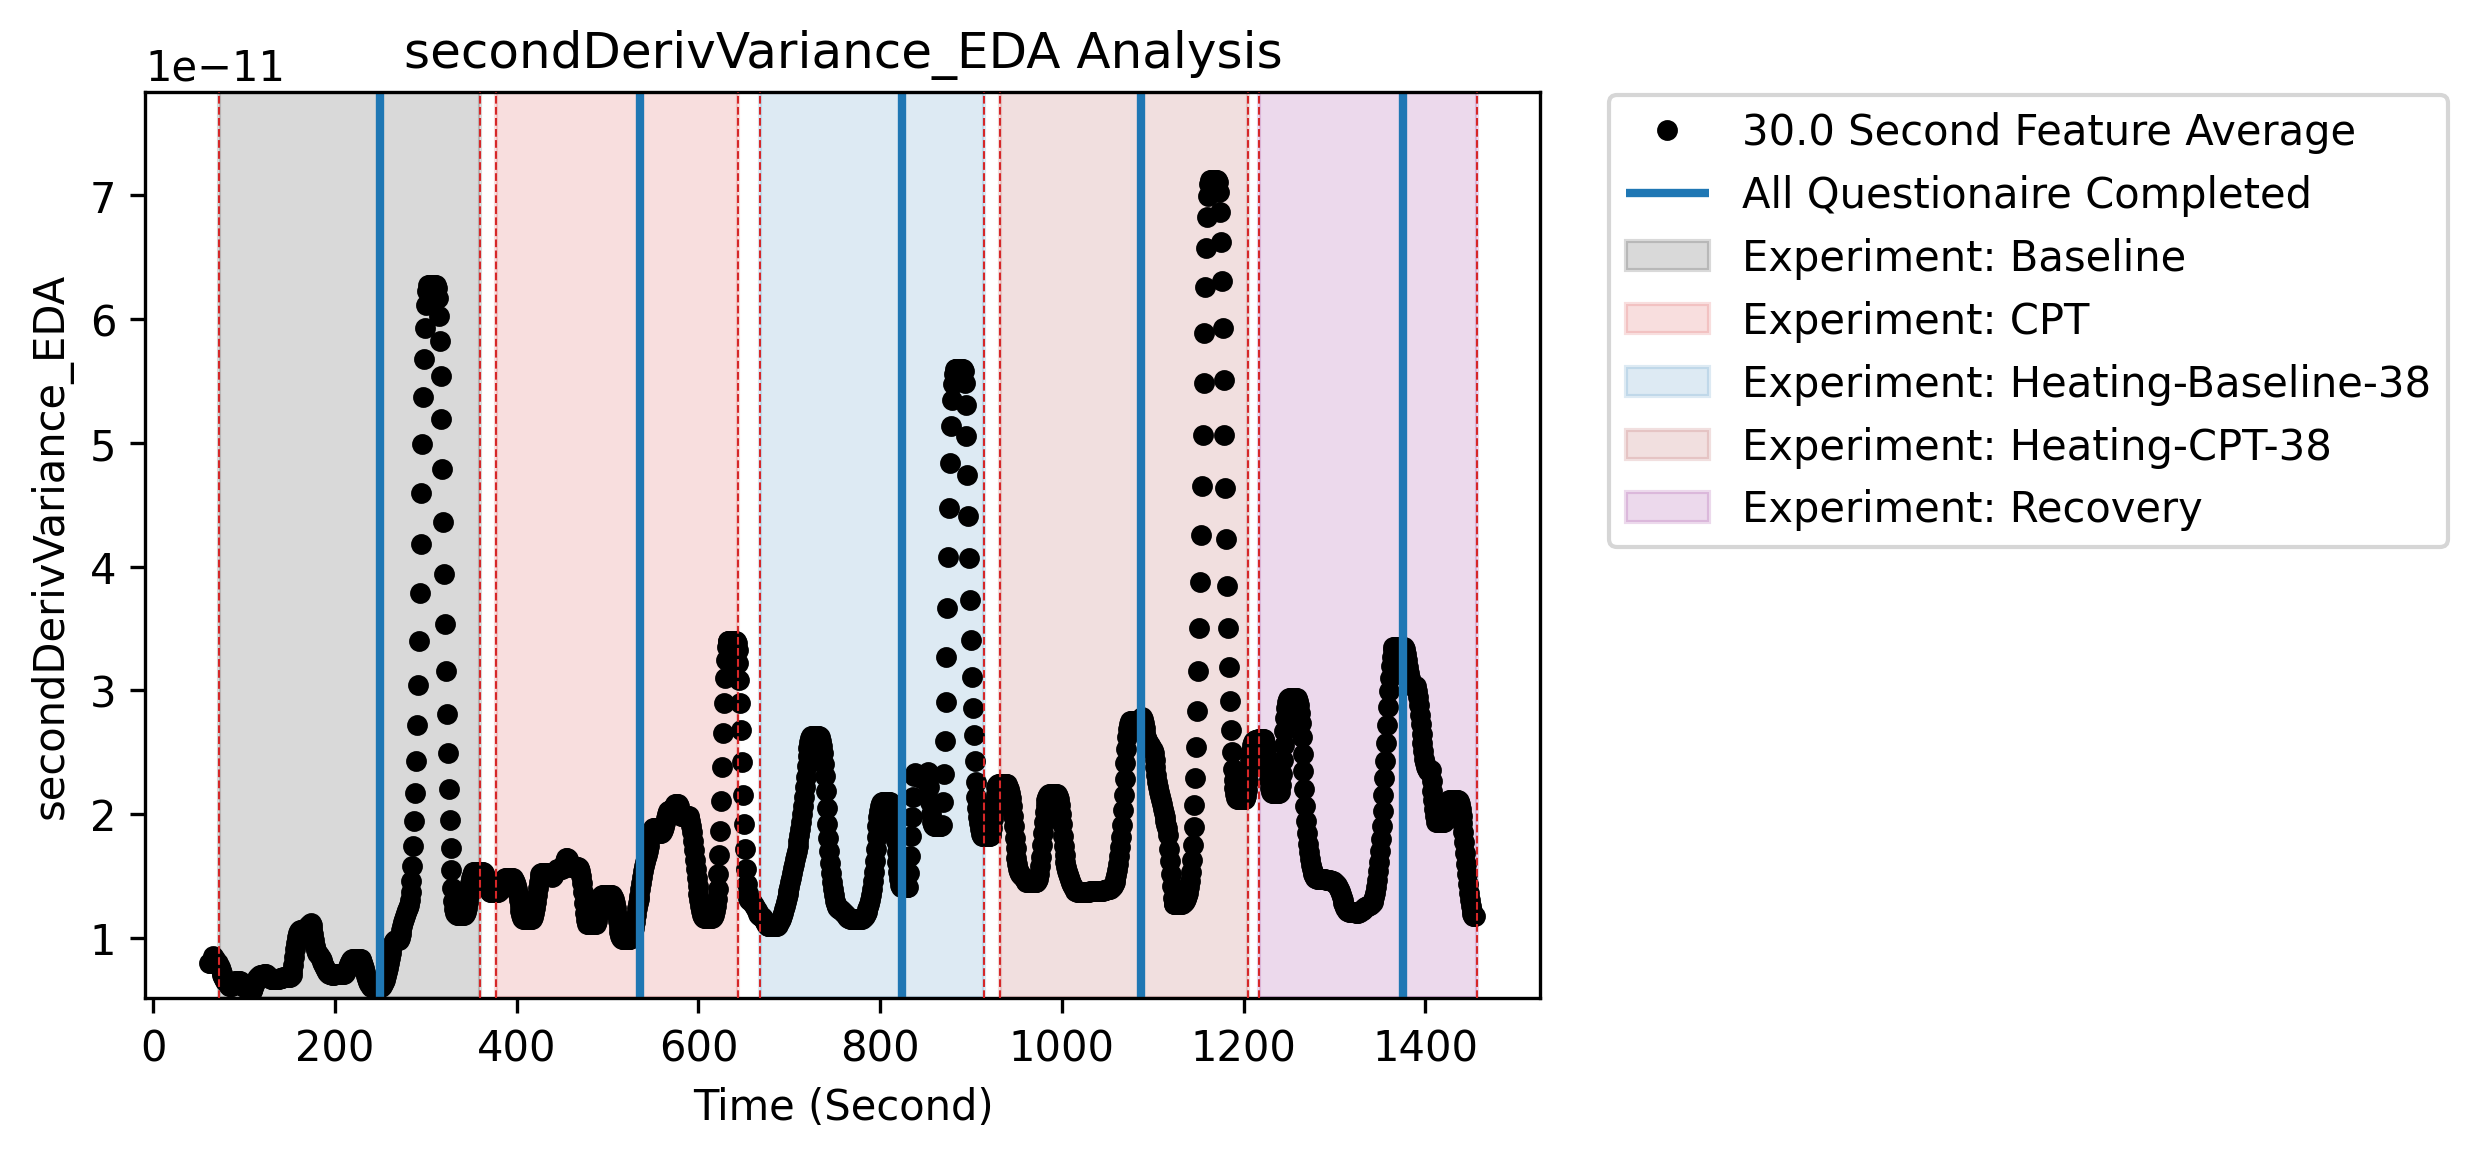 secondDerivVariance_EDA Analysis
1e−11
secondDerivVariance_EDA
7
6
5
4
3
2
1
0 200 400 600 800 1000 1200 1400
Time (Second)
30.0 Second Feature Average
All Questionaire Completed
Experiment: Baseline
Experiment: CPT
Experiment: Heating-Baseline-38
Experiment: Heating-CPT-38
Experiment: Recovery